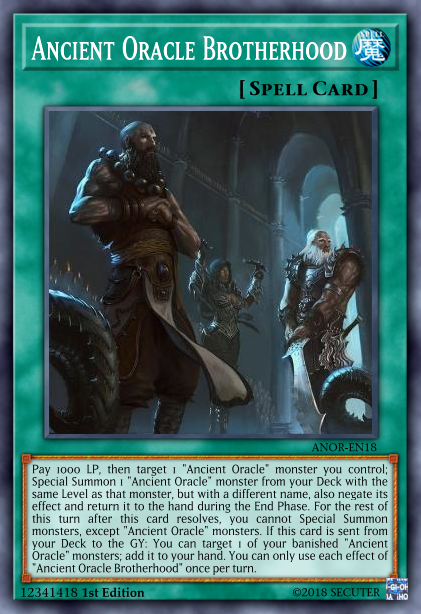 Ancient Oracle Brotherhood 魔
[Spell Card]
ANOR-EN18
Pay 1000 LP, then target 1 "Ancient Oracle" monster you control;
Special Summon 1 "Ancient Oracle" monster from your Deck with the
same Level as that monster, but with a different name, also negate its
effect and return it to the hand during the End Phase. For the rest of
this turn after this card resolves, you cannot Special Summon
monsters, except "Ancient Oracle" monsters. If this card is sent from
your Deck to the GY: You can target 1 of your banished "Ancient
Oracle" monsters; add it to your hand. You can only use each effect of
"Ancient Oracle Brotherhood" once per turn.
12341418 1st Edition ©2018 SECUTER